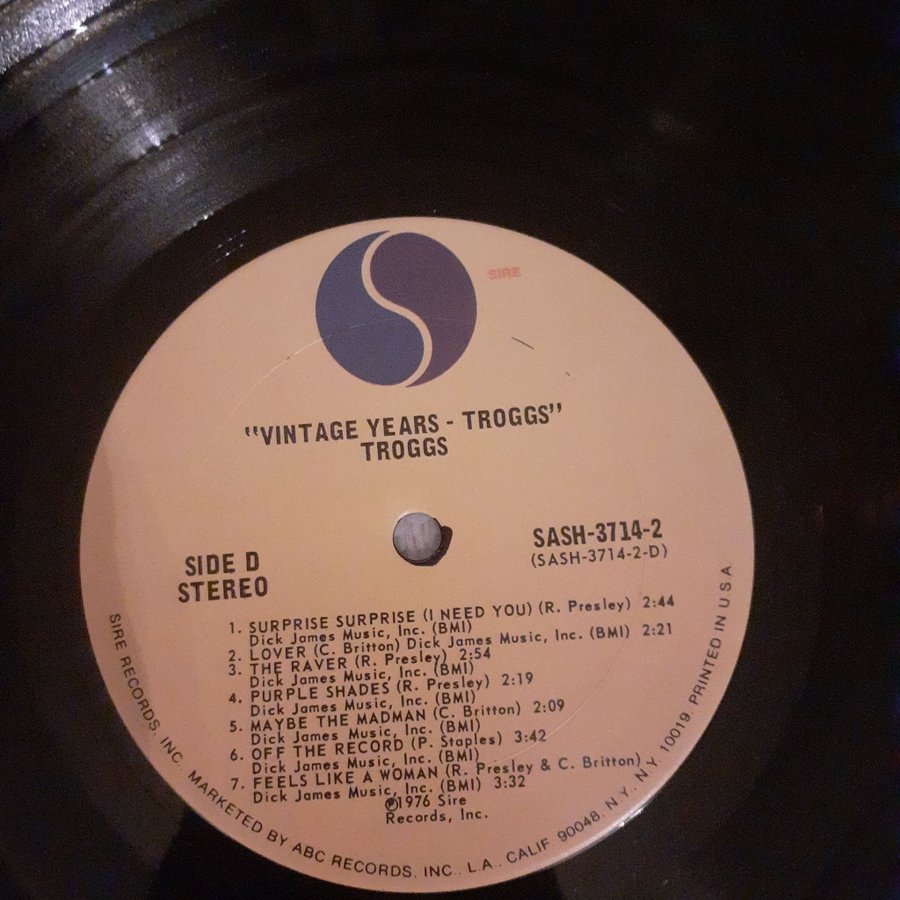 SIRE
"VINTAGE YEARS - TROGGS"
TROGGS
SASH-3714-2
(SASH-3714-2-D)
SIDE D
STEREO
1. SURPRISE SURPRISE (I NEED YOU) (R. Presley) 2:44
Dick James Music, Inc. (BMI)
2. LOVER (C. Britton) Dick James Music, Inc. (BMI) 2:21
3. THE RAVER (R. Presley) 2:54
Dick James Music, Inc. (BMI)
4. PURPLE SHADES (R. Presley) 2:19
Dick James Music, Inc. (BMI)
5. MAYBE THE MADMAN (C. Britton) 2:09
Dick James Music, Inc. (BMI)
6. OFF THE RECORD (P. Staples) 3:42
Dick James Music, Inc. (BMI)
7. FEELS LIKE A WOMAN (R. Presley & C. Britton)
Dick James Music, Inc. (BMI) 3:32
℗1976 Sire
Records, Inc.
SIRE RECORDS, INC. MARKETED BY ABC RECORDS, INC., L.A., CALIF. 90048, N.Y., N.Y. 10019. PRINTED IN U.S.A.